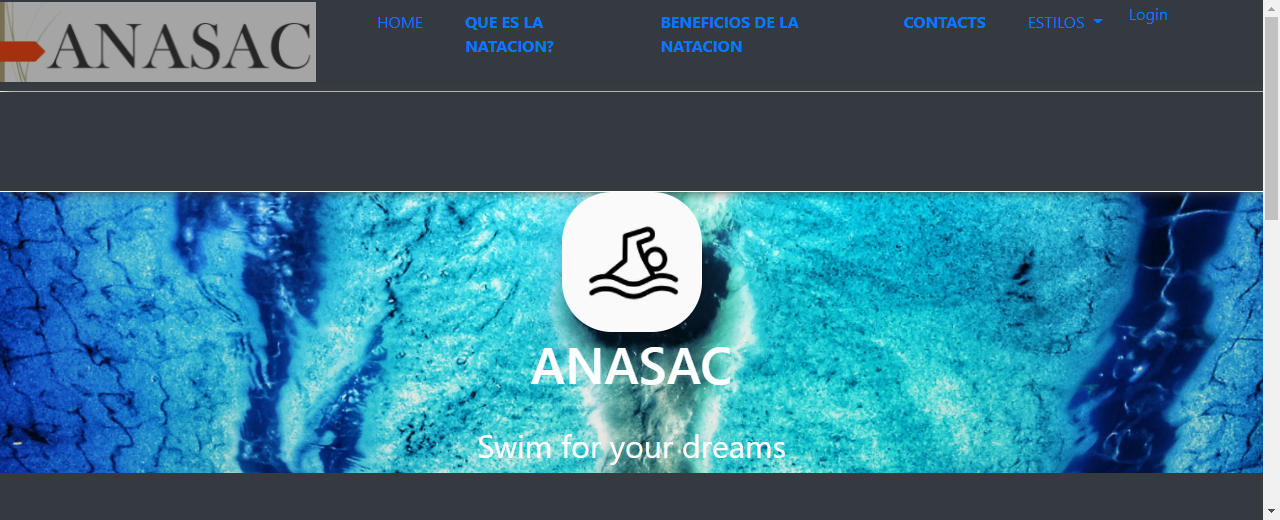 ANASAC
HOME
QUE ES LA
NATACION?
BENEFICIOS DE LA
NATACION
CONTACTS
ESTILOS
Login
ANASAC
Swim for your dreams